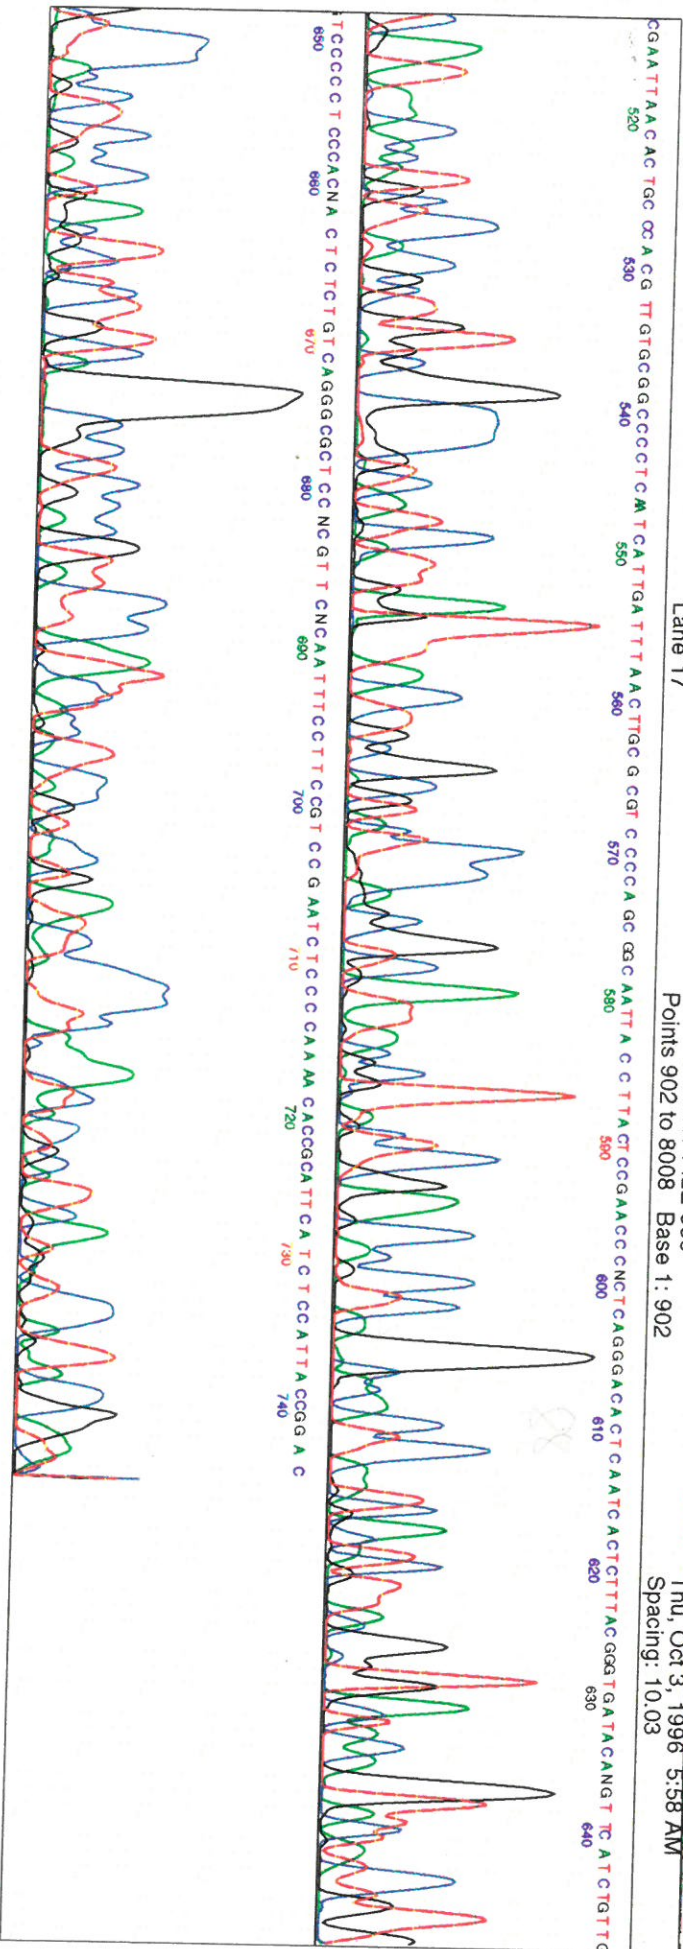 Lane 17
Points 902 to 8008 Base 1: 902
Thu, Oct 3, 1996 5:58 AM
Spacing: 10.03
CGAATTAACACACTGCCCACGTTGTGCGGCCCCTCAATCATTGATTTAACTTGCGCGTCCCCAGCGGCAATTACCTTACTCCGAACCCNCTCAGGGACACTCAATCACTCTTTACGGGTGATACANGTTTCATCTGTTC
520 530 540 550 560 570 580 590 600 610 620 630 640
TCCCCCTCCCACNACTCTCTGTCAGGGCGCTCCNCGTTCNCAATTTCCTTCCGTCCGAATCTCCCCAAAAACACCGCATTCATCTCCATTACCGGAC
650 660 670 680 690 700 710 720 730 740